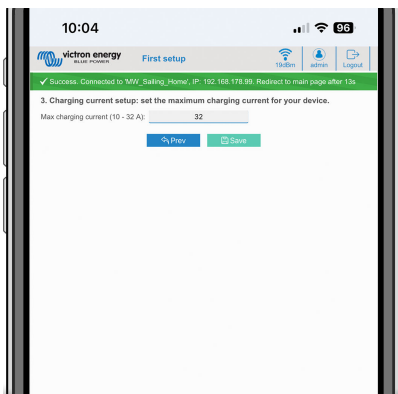 10:04
96
victron energy
BLUE POWER
First setup
19dBm
admin
Logout
Success. Connected to 'MW_Sailing_Home', IP: 192.168.178.99. Redirect to main page after 13s
3. Charging current setup: set the maximum charging current for your device.
Max charging current (10 - 32 A): 32
Prev
Save